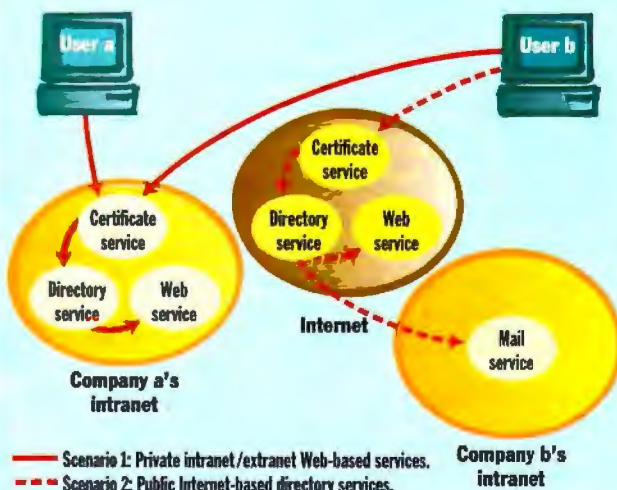 User a
User b
Certificate
service
Directory
service
Web
service
Internet
Certificate
service
Directory
service
Web
service
Company a's
intranet
Mail
service
Company b's
intranet
Scenario 1: Private intranet/extranet Web-based services.
Scenario 2: Public Internet-based directory services.